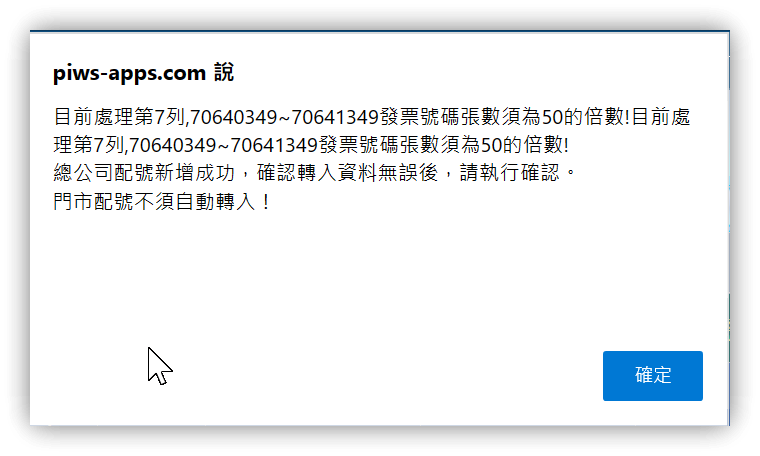 piws-apps.com 說
目前處理第7列,70640349~70641349發票號碼張數須為50的倍數!目前處
理第7列,70640349~70641349發票號碼張數須為50的倍數!
總公司配號新增成功，確認轉入資料無誤後，請執行確認。
門市配號不須自動轉入！
確定